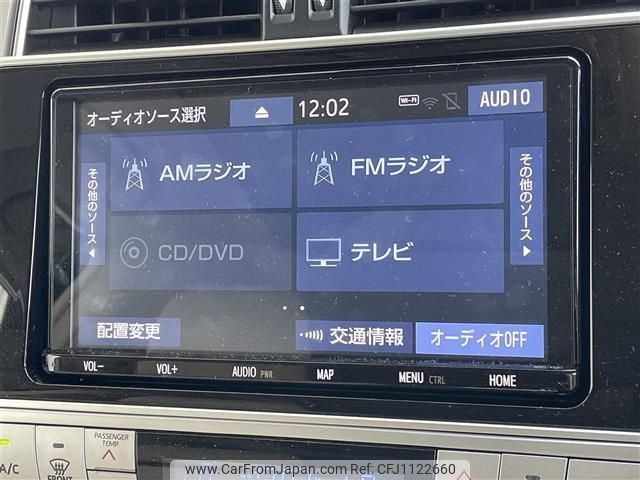 オーディオソース選択
12:02
Wi-Fi
AUDIO
AMラジオ
FMラジオ
その他のソース
その他のソース
CD/DVD
テレビ
配置変更
交通情報
オーディオOFF
VOL-
VOL+
AUDIO PWR
MAP
MENU CTRL
HOME
PASSENGER
TEMP
A/C
FRONT
CAR FROM JAPAN
carfromjapan.com
Ref: CFJ1122660